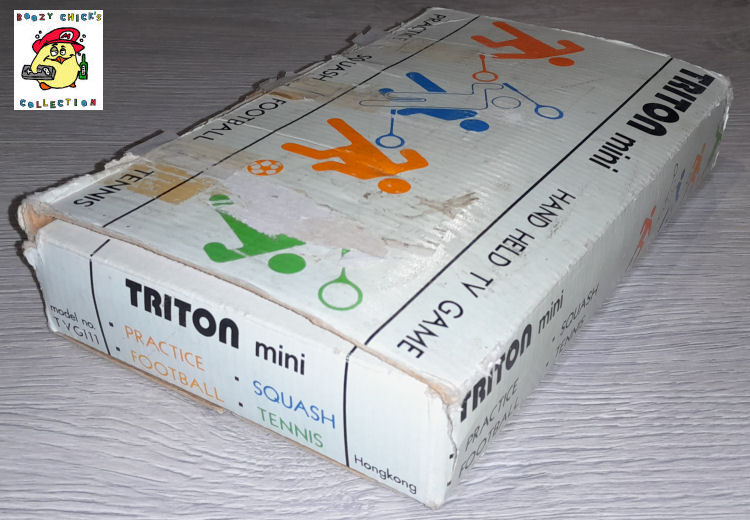 BOOZY CHICK'S
COLLECTION
PRACTICE
SQUASH
FOOTBALL
TENNIS
TRITON mini
HAND HELD TV GAME
model no.
TVG111
TRITON mini
• PRACTICE
• FOOTBALL
• SQUASH
• TENNIS
Hongkong
TRITON mini
• PRACTICE
• FOOTBALL
• SQUASH
• TENNIS